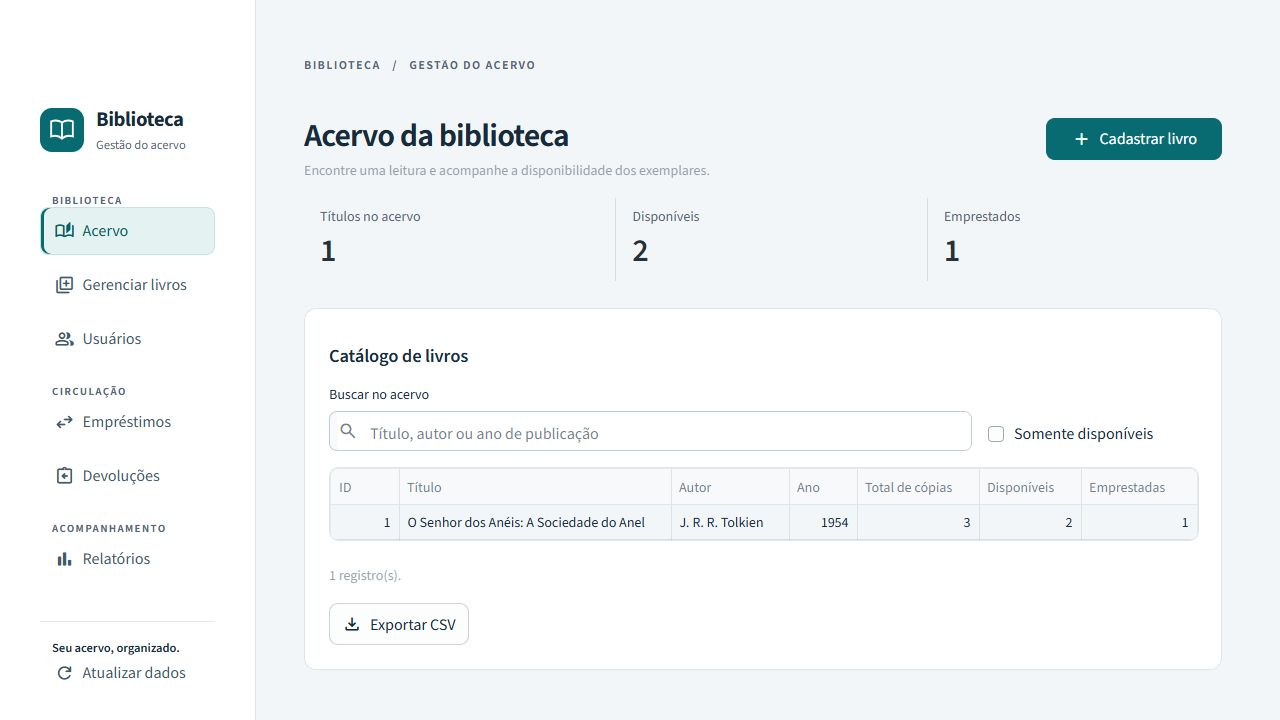 Biblioteca
Gestão do acervo
BIBLIOTECA
Acervo
Gerenciar livros
Usuários
CIRCULAÇÃO
Empréstimos
Devoluções
ACOMPANHAMENTO
Relatórios
Seu acervo, organizado.
Atualizar dados
BIBLIOTECA / GESTÃO DO ACERVO
Acervo da biblioteca
Encontre uma leitura e acompanhe a disponibilidade dos exemplares.
Cadastrar livro
Títulos no acervo Disponíveis Emprestados
1 2 1
Catálogo de livros
Buscar no acervo
Título, autor ou ano de publicação Somente disponíveis
ID Título Autor Ano Total de cópias Disponíveis Emprestadas
1 O Senhor dos Anéis: A Sociedade do Anel J. R. R. Tolkien 1954 3 2 1
1 registro(s).
Exportar CSV